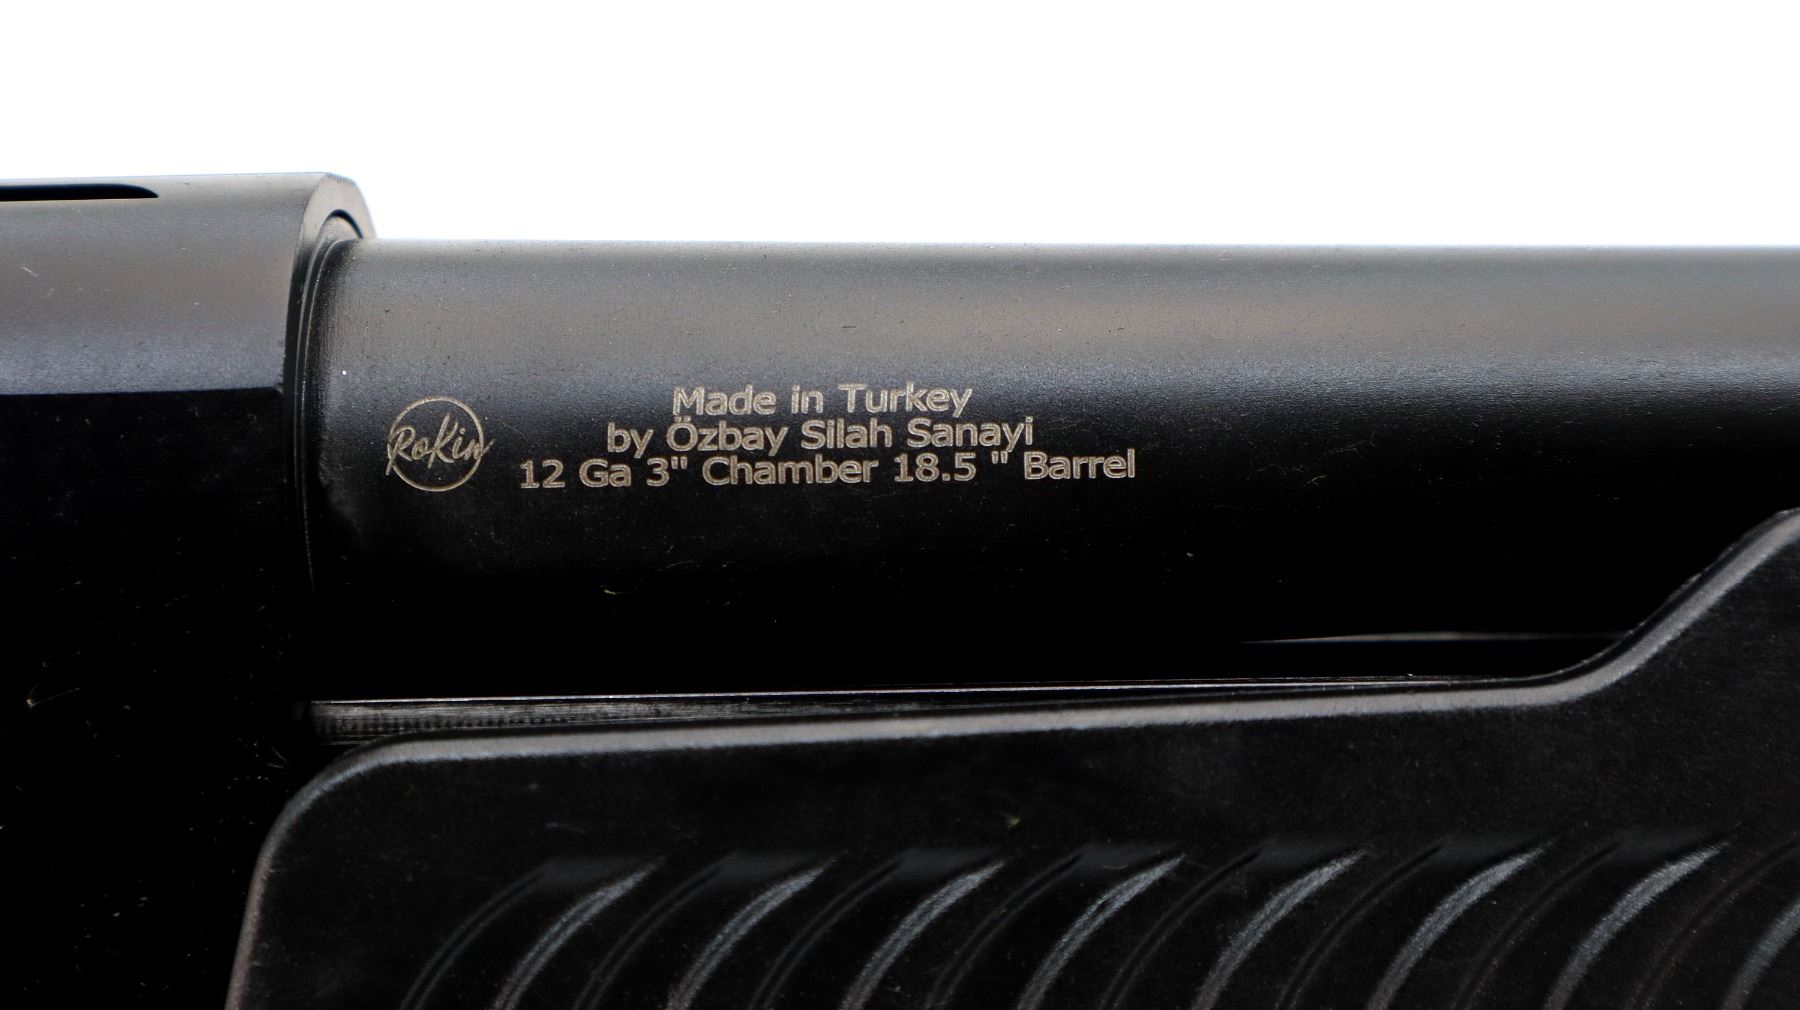 RoKin
Made in Turkey
by Özbay Silah Sanayi
12 Ga 3" Chamber 18.5 " Barrel